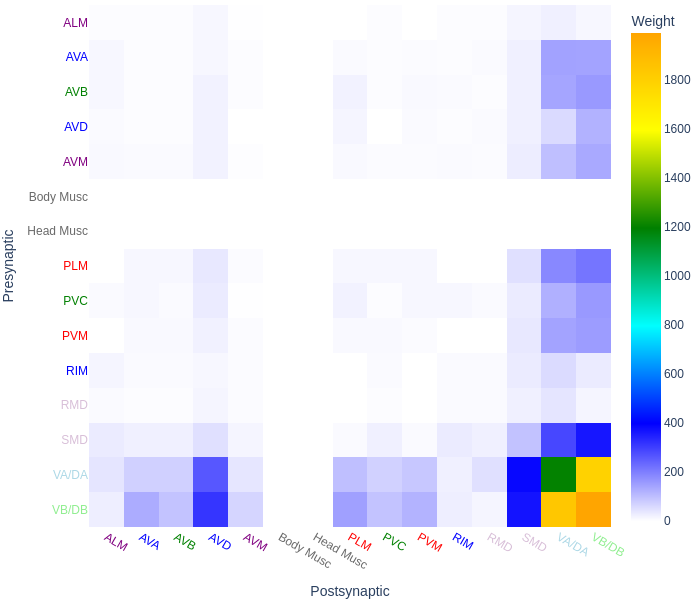 Weight
ALM
AVA
AVB
AVD
AVM
Body Musc
Head Musc
PLM
PVC
PVM
RIM
RMD
SMD
VA/DA
VB/DB
Presynaptic
1800
1600
1400
1200
1000
800
600
400
200
0
ALM
AVA
AVB
AVD
AVM
Body Musc
Head Musc
PLM
PVC
PVM
RIM
RMD
SMD
VA/DA
VB/DB
Postsynaptic